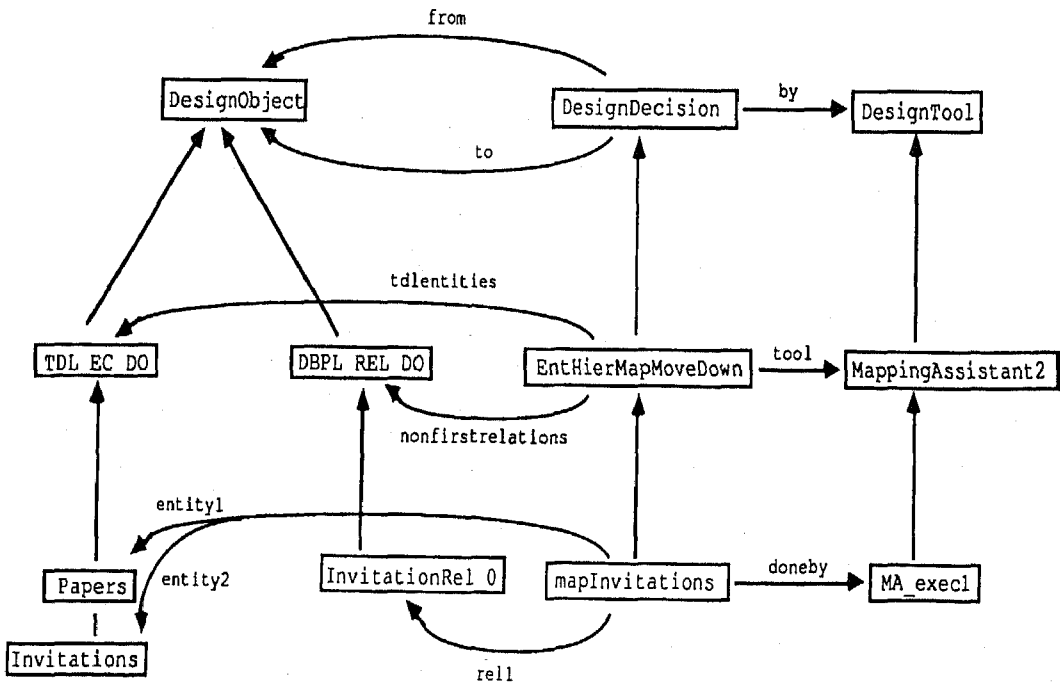 from
DesignObject
DesignDecision
by
DesignTool
to
tdlentities
TDL EC DO
DBPL REL DO
EntHierMapMoveDown
tool
MappingAssistant2
nonfirstrelations
entity1
Papers
entity2
InvitationRel 0
mapInvitations
doneby
MA_exec1
Invitations
rel1